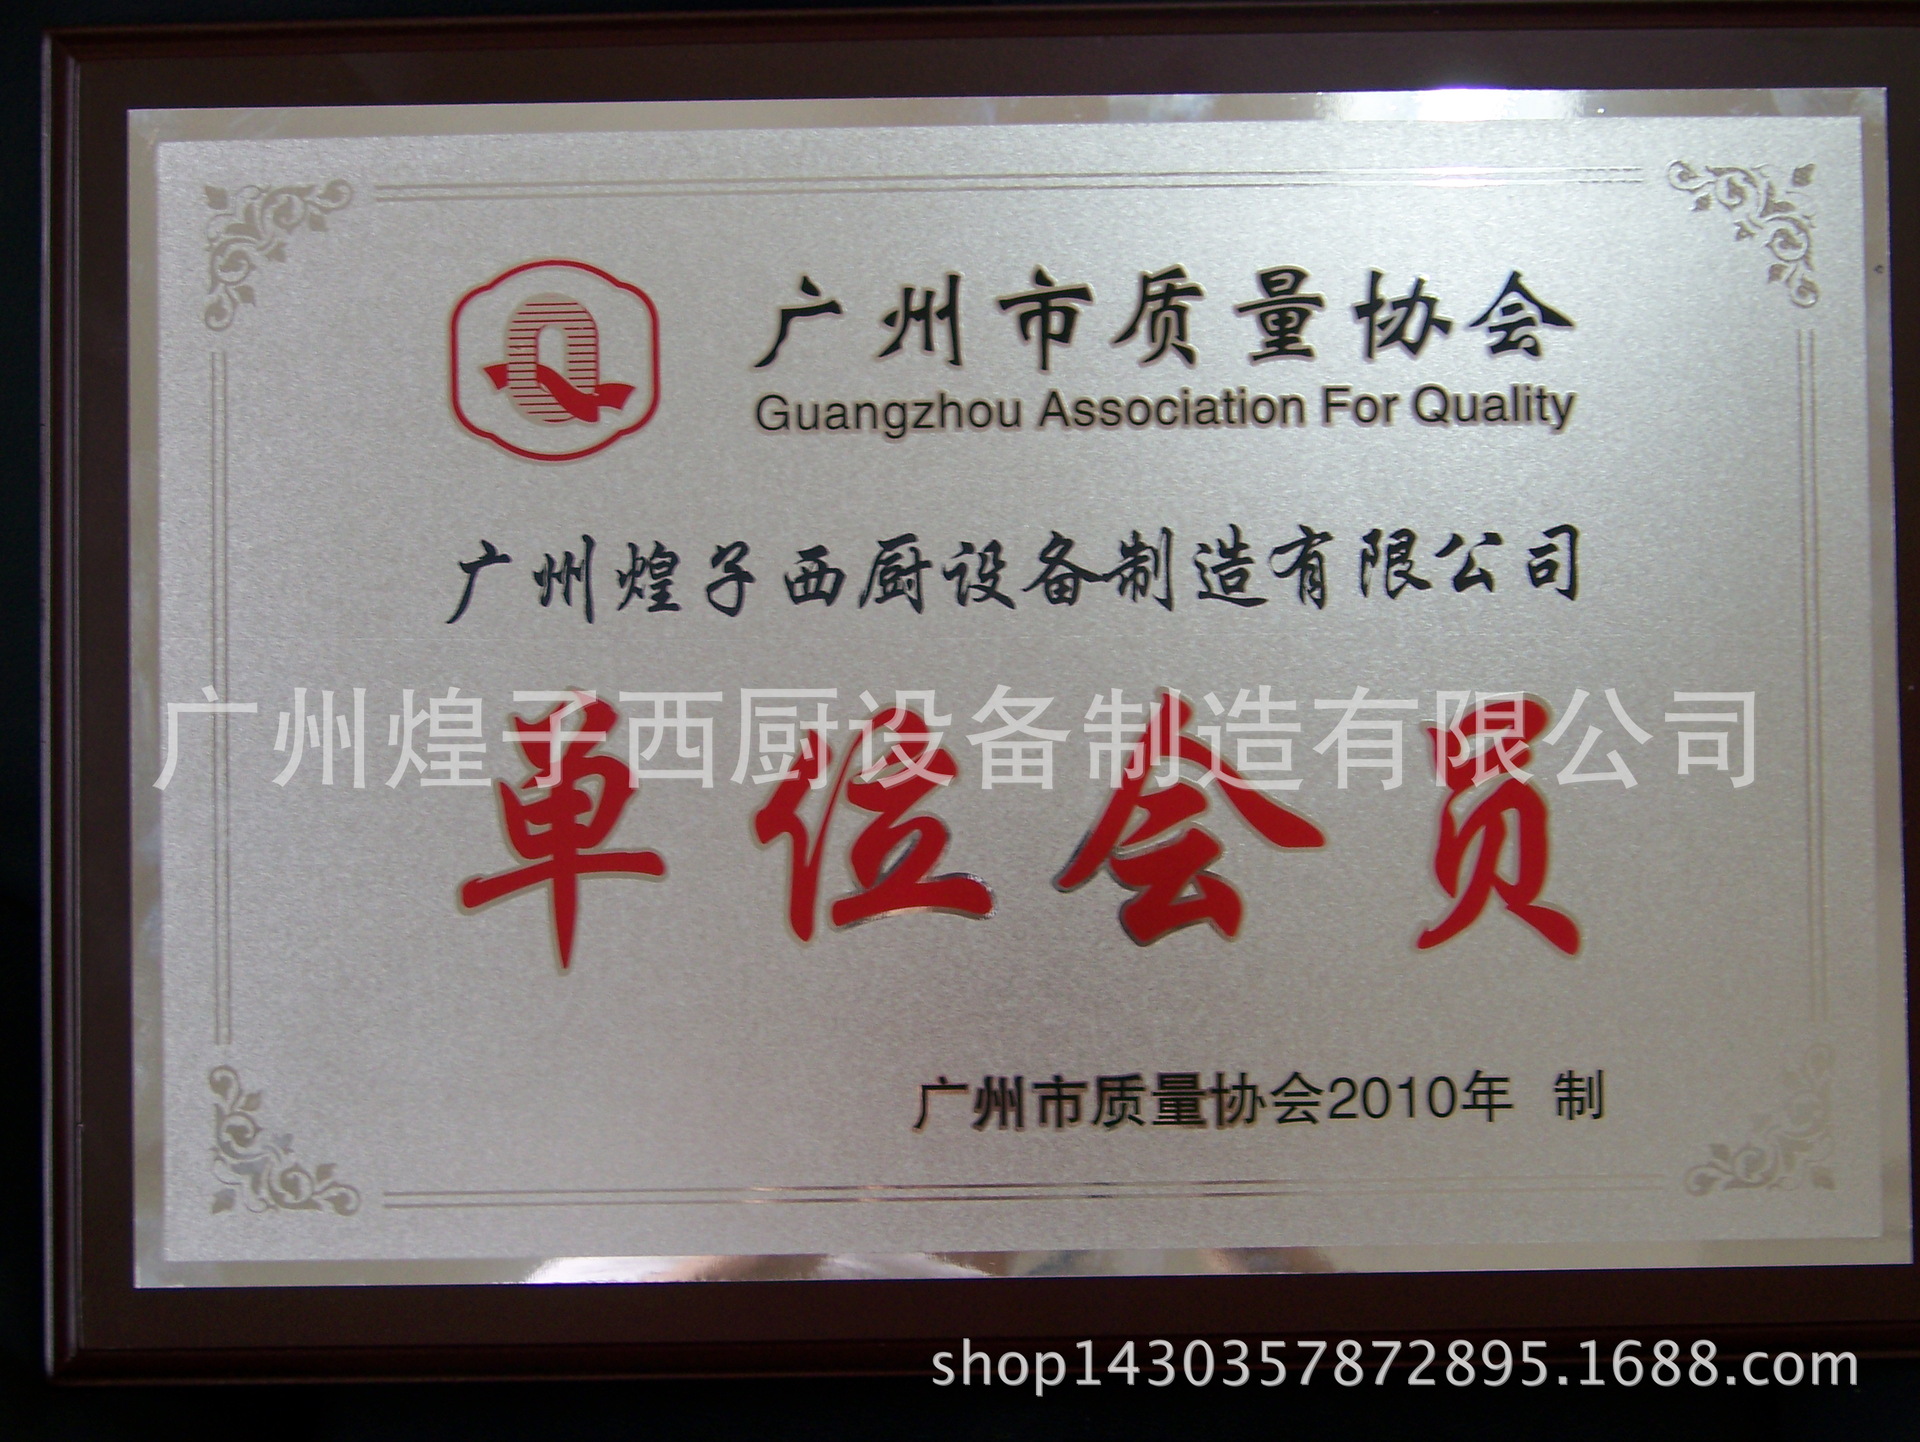 广州市质量协会
Guangzhou Association For Quality
广州煌子西厨设备制造有限公司
广州煌子西厨设备制造有限公司
单位会员
广州市质量协会2010年 制
shop1430357872895.1688.com